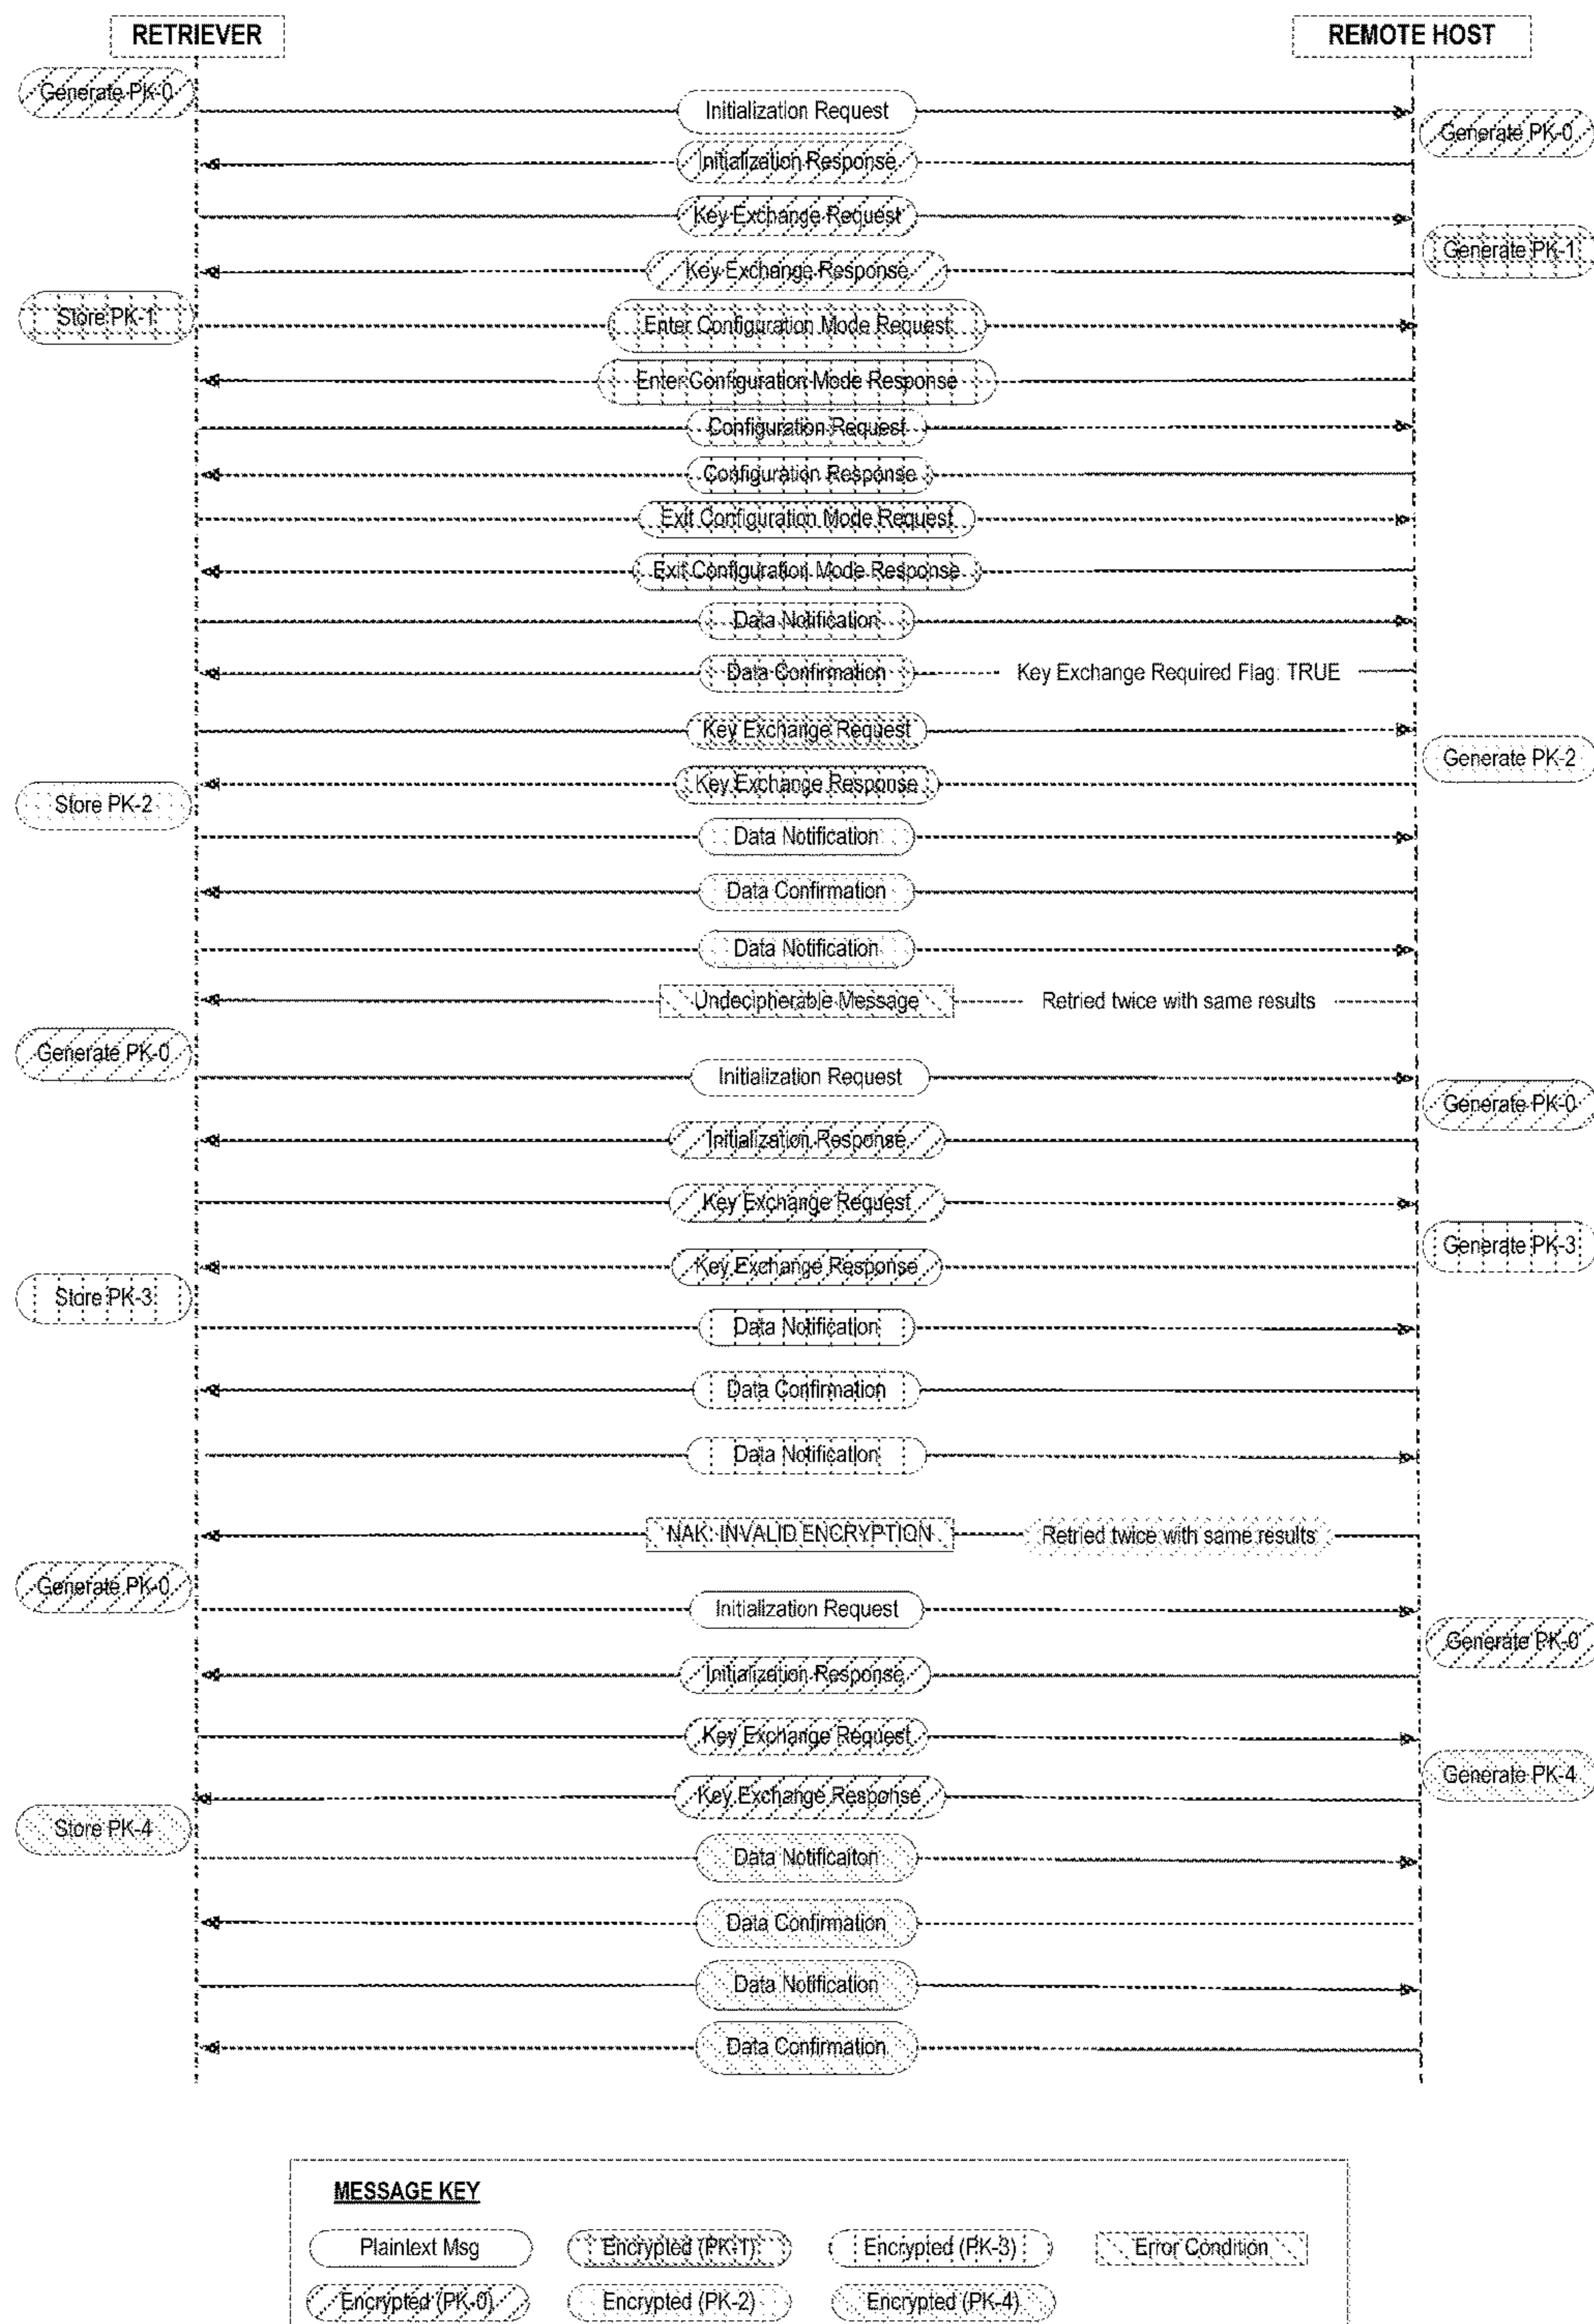 RETRIEVER
REMOTE HOST
Generate PK-0
Initialization Request
Generate PK-0
Initialization Response
Key Exchange Request
Generate PK-1
Key Exchange Response
Store PK-1
Enter Configuration Mode Request
Enter Configuration Mode Response
Configuration Request
Configuration Response
Exit Configuration Mode Request
Exit Configuration Mode Response
Data Notification
Data Confirmation
Key Exchange Required Flag: TRUE
Key Exchange Request
Generate PK-2
Key Exchange Response
Store PK-2
Data Notification
Data Confirmation
Data Notification
Undecipherable Message
Retried twice with same results
Generate PK-0
Initialization Request
Generate PK-0
Initialization Response
Key Exchange Request
Generate PK-3
Key Exchange Response
Store PK-3
Data Notification
Data Confirmation
Data Notification
NAK: INVALID ENCRYPTION
Retried twice with same results
Generate PK-0
Initialization Request
Generate PK-0
Initialization Response
Key Exchange Request
Generate PK-4
Key Exchange Response
Store PK-4
Data Notificaiton
Data Confirmation
Data Notification
Data Confirmation
MESSAGE KEY
Plaintext Msg
Encrypted (PK-1)
Encrypted (PK-3)
Error Condition
Encrypted (PK-0)
Encrypted (PK-2)
Encrypted (PK-4)